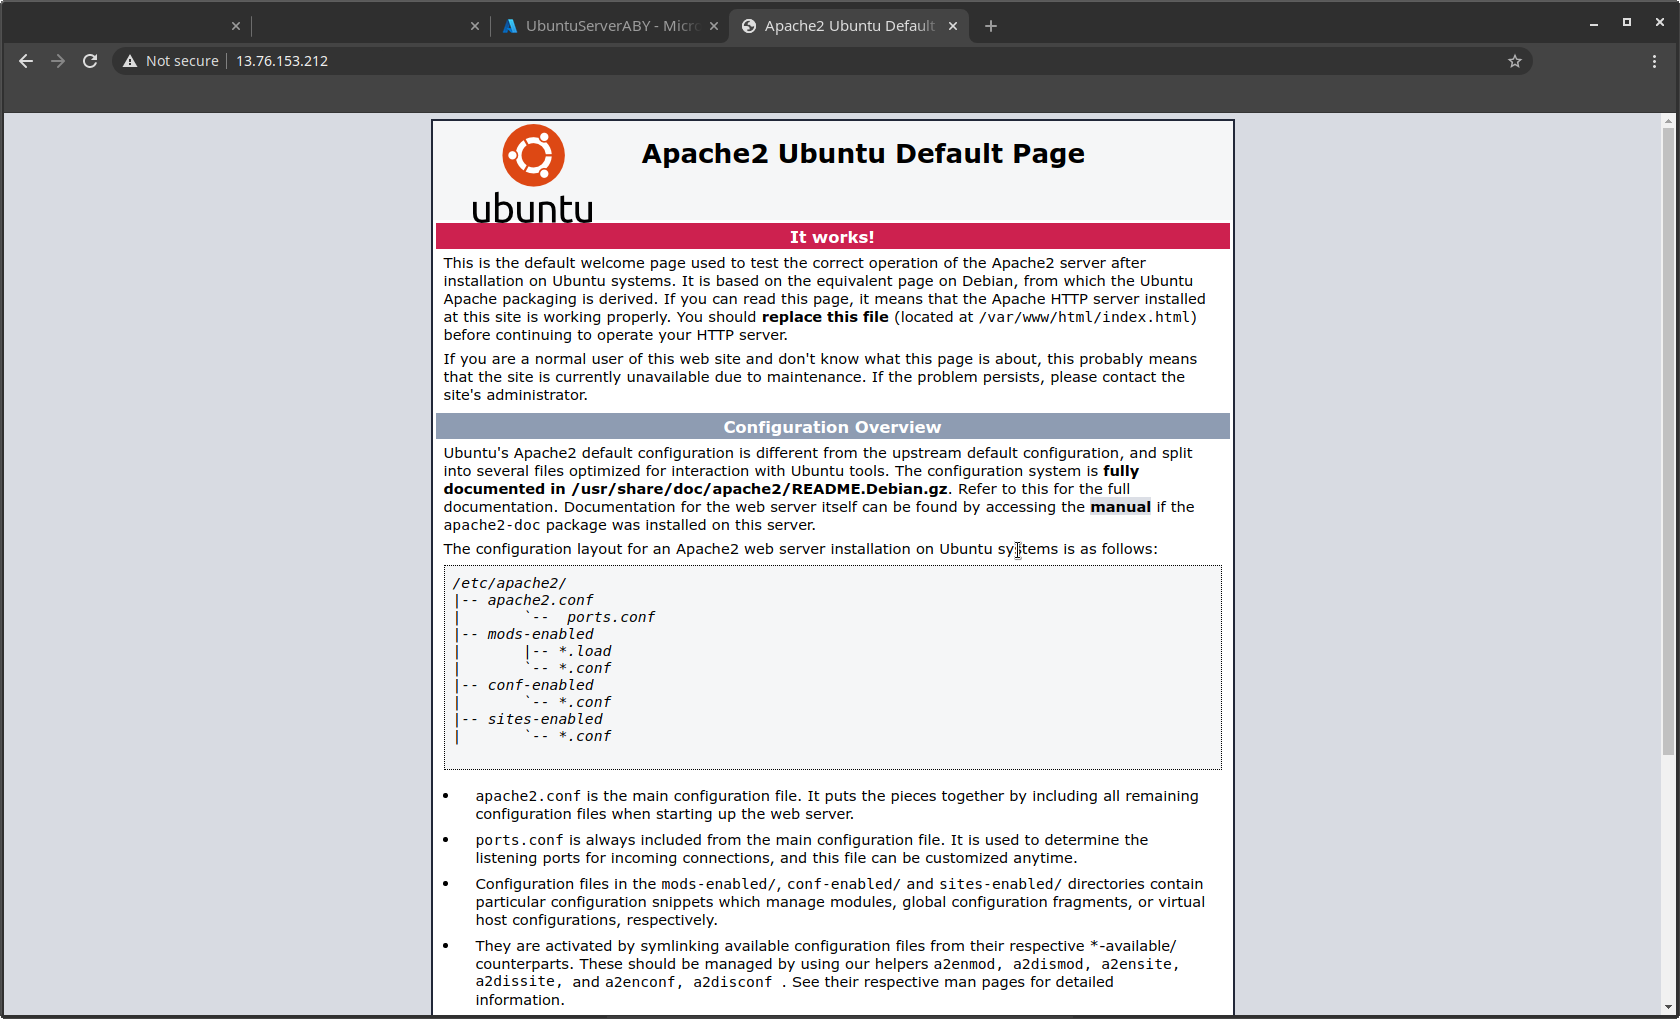 UbuntuServerABY - Micro
Apache2 Ubuntu Default
Not secure
13.76.153.212
ubuntu
Apache2 Ubuntu Default Page
It works!
This is the default welcome page used to test the correct operation of the Apache2 server after
installation on Ubuntu systems. It is based on the equivalent page on Debian, from which the Ubuntu
Apache packaging is derived. If you can read this page, it means that the Apache HTTP server installed
at this site is working properly. You should replace this file (located at /var/www/html/index.html)
before continuing to operate your HTTP server.
If you are a normal user of this web site and don't know what this page is about, this probably means
that the site is currently unavailable due to maintenance. If the problem persists, please contact the
site's administrator.
Configuration Overview
Ubuntu's Apache2 default configuration is different from the upstream default configuration, and split
into several files optimized for interaction with Ubuntu tools. The configuration system is fully
documented in /usr/share/doc/apache2/README.Debian.gz. Refer to this for the full
documentation. Documentation for the web server itself can be found by accessing the manual if the
apache2-doc package was installed on this server.
The configuration layout for an Apache2 web server installation on Ubuntu systems is as follows:
/etc/apache2/
|-- apache2.conf
|       `--  ports.conf
|-- mods-enabled
|       |-- *.load
|       `-- *.conf
|-- conf-enabled
|       `-- *.conf
|-- sites-enabled
|       `-- *.conf
• apache2.conf is the main configuration file. It puts the pieces together by including all remaining
configuration files when starting up the web server.
• ports.conf is always included from the main configuration file. It is used to determine the
listening ports for incoming connections, and this file can be customized anytime.
• Configuration files in the mods-enabled/, conf-enabled/ and sites-enabled/ directories contain
particular configuration snippets which manage modules, global configuration fragments, or virtual
host configurations, respectively.
• They are activated by symlinking available configuration files from their respective *-available/
counterparts. These should be managed by using our helpers a2enmod, a2dismod, a2ensite,
a2dissite, and a2enconf, a2disconf . See their respective man pages for detailed
information.